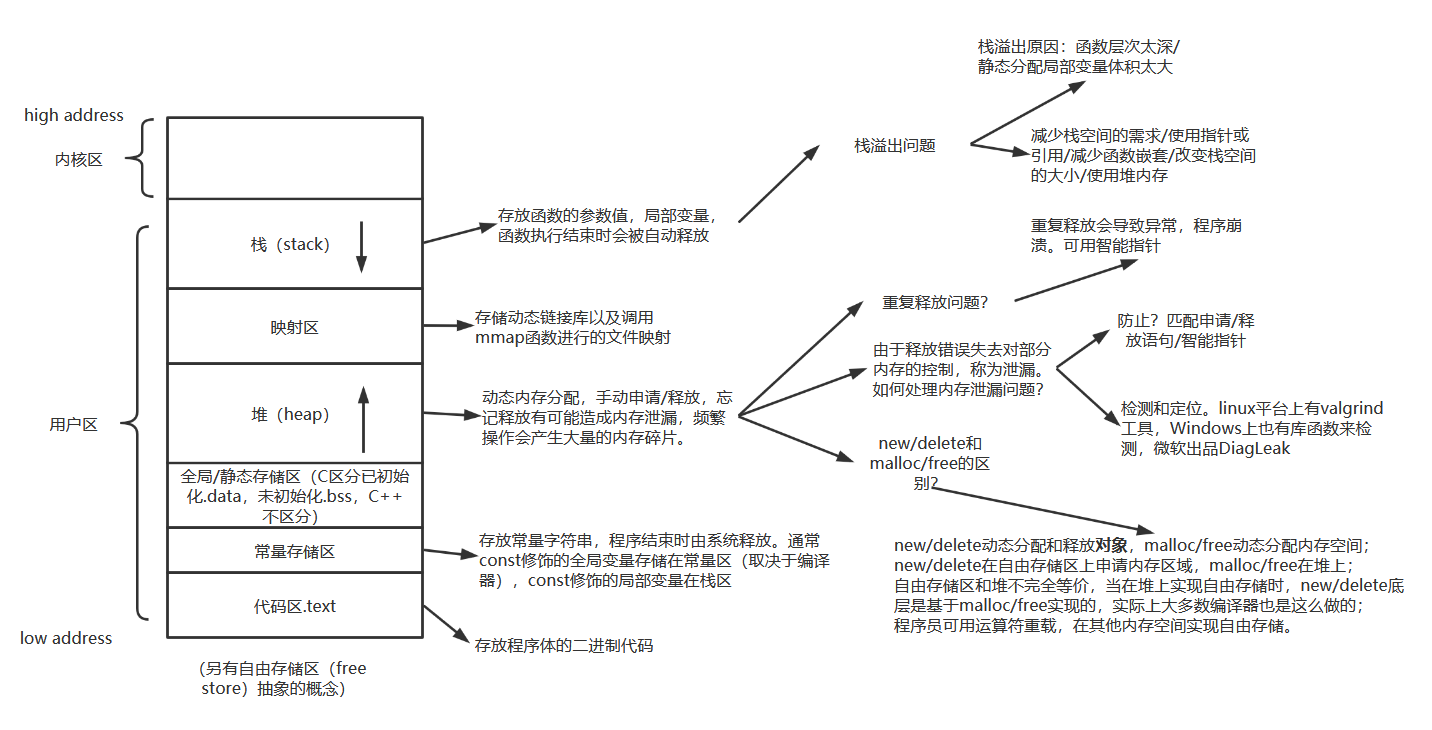 high address
内核区
用户区
low address
栈（stack）
映射区
堆（heap）
全局/静态存储区（C区分已初始
化.data，未初始化.bss，C++
不区分）
常量存储区
代码区.text
（另有自由存储区（free
store）抽象的概念）
存放函数的参数值，局部变量，
函数执行结束时会被自动释放
存储动态链接库以及调用
mmap函数进行的文件映射
动态内存分配，手动申请/释放，忘
记释放有可能造成内存泄漏，频繁
操作会产生大量的内存碎片。
存放常量字符串，程序结束时由系统释放。通常
const修饰的全局变量存储在常量区（取决于编译
器），const修饰的局部变量在栈区
存放程序体的二进制代码
栈溢出问题
栈溢出原因：函数层次太深/
静态分配局部变量体积太大
减少栈空间的需求/使用指针或
引用/减少函数嵌套/改变栈空间
的大小/使用堆内存
重复释放问题？
重复释放会导致异常，程序崩
溃。可用智能指针
由于释放错误失去对部分
内存的控制，称为泄漏。
如何处理内存泄漏问题？
防止？匹配申请/释
放语句/智能指针
检测和定位。linux平台上有valgrind
工具，Windows上也有库函数来检
测，微软出品DiagLeak
new/delete和
malloc/free的区
别？
new/delete动态分配和释放对象，malloc/free动态分配内存空间；
new/delete在自由存储区上申请内存区域，malloc/free在堆上；
自由存储区和堆不完全等价，当在堆上实现自由存储时，new/delete底
层是基于malloc/free实现的，实际上大多数编译器也是这么做的；
程序员可用运算符重载，在其他内存空间实现自由存储。